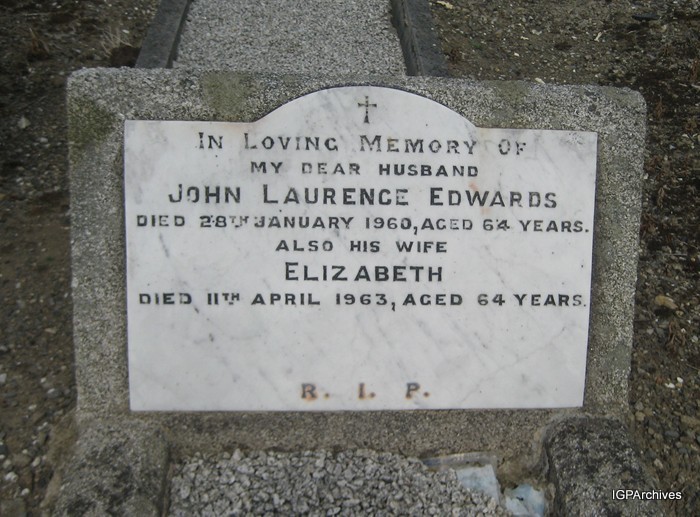 In Loving Memory Of
MY DEAR HUSBAND
John Laurence Edwards
DIED 28TH JANUARY 1960, AGED 64 YEARS.
ALSO HIS WIFE
Elizabeth
DIED 11TH APRIL 1963, AGED 64 YEARS.
R. I. P.
IGPArchives